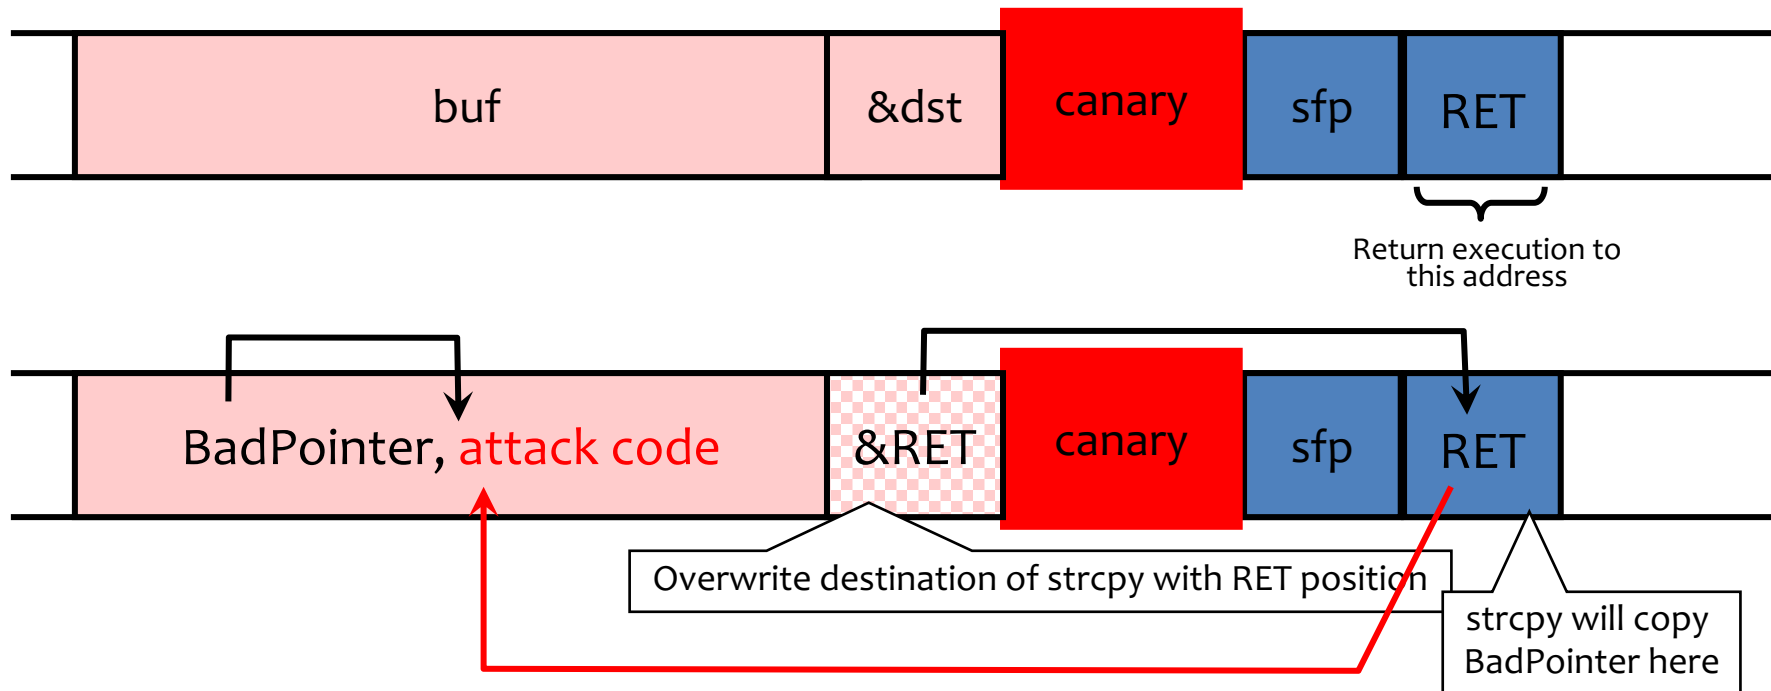 buf &dst canary sfp RET
Return execution to
this address
BadPointer, attack code &RET canary sfp RET
Overwrite destination of strcpy with RET position
strcpy will copy
BadPointer here